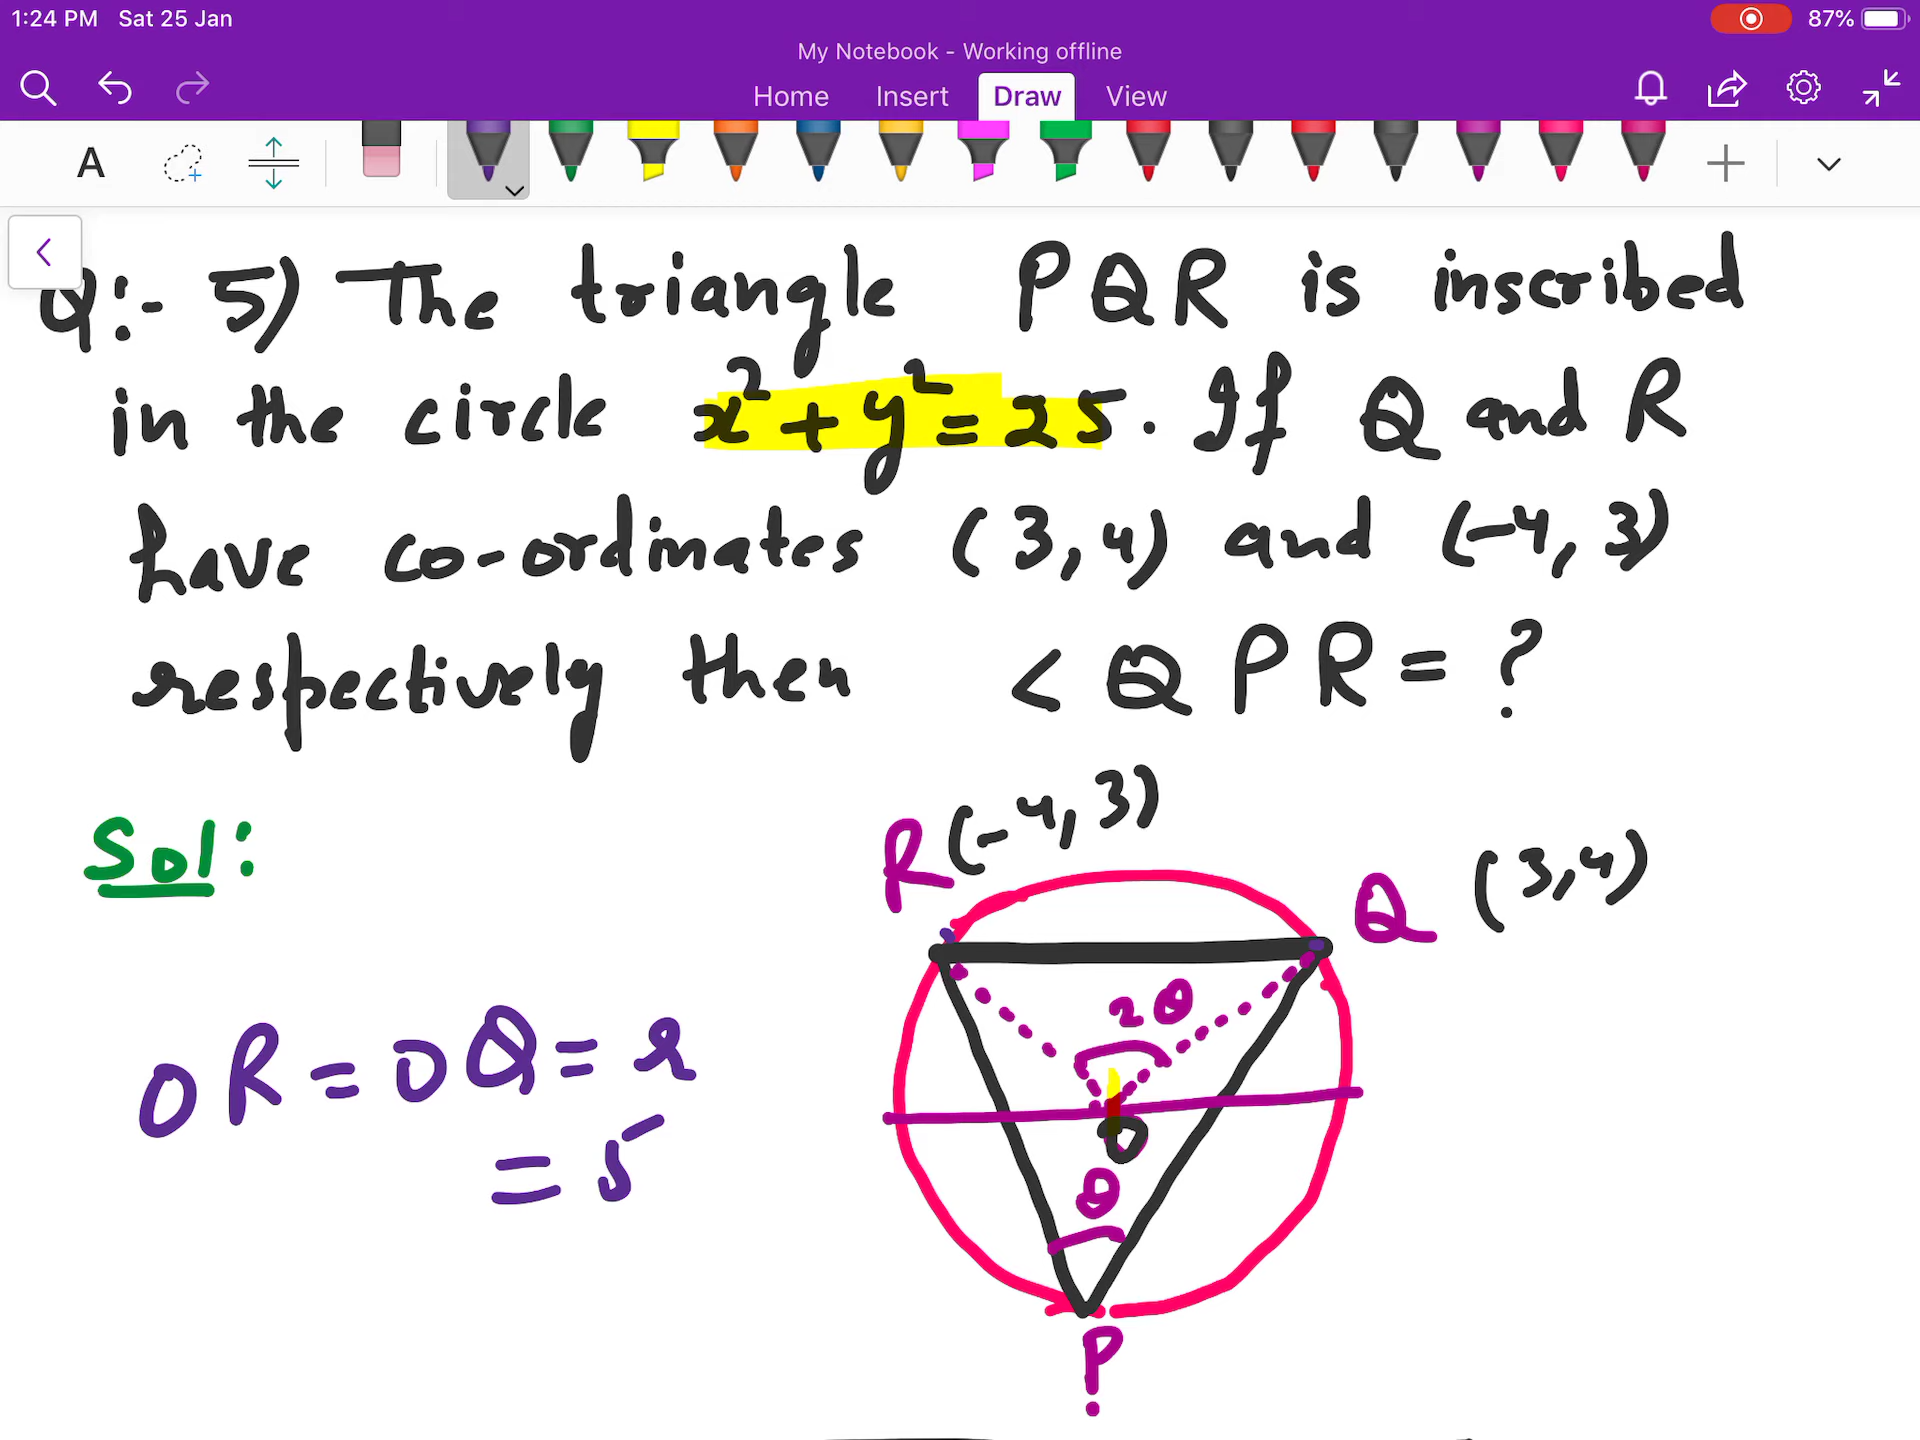 1:24 PM Sat 25 Jan
87%
My Notebook - Working offline
Home Insert Draw View
A
Q:- 5) The triangle PQR is inscribed
in the circle x²+y²=25. If Q and R
have co-ordinates (3,4) and (-4,3)
respectively then <QPR=?
Sol:
R(-4,3)
Q (3,4)
2θ
OR=OQ=r
=5
O
θ
P